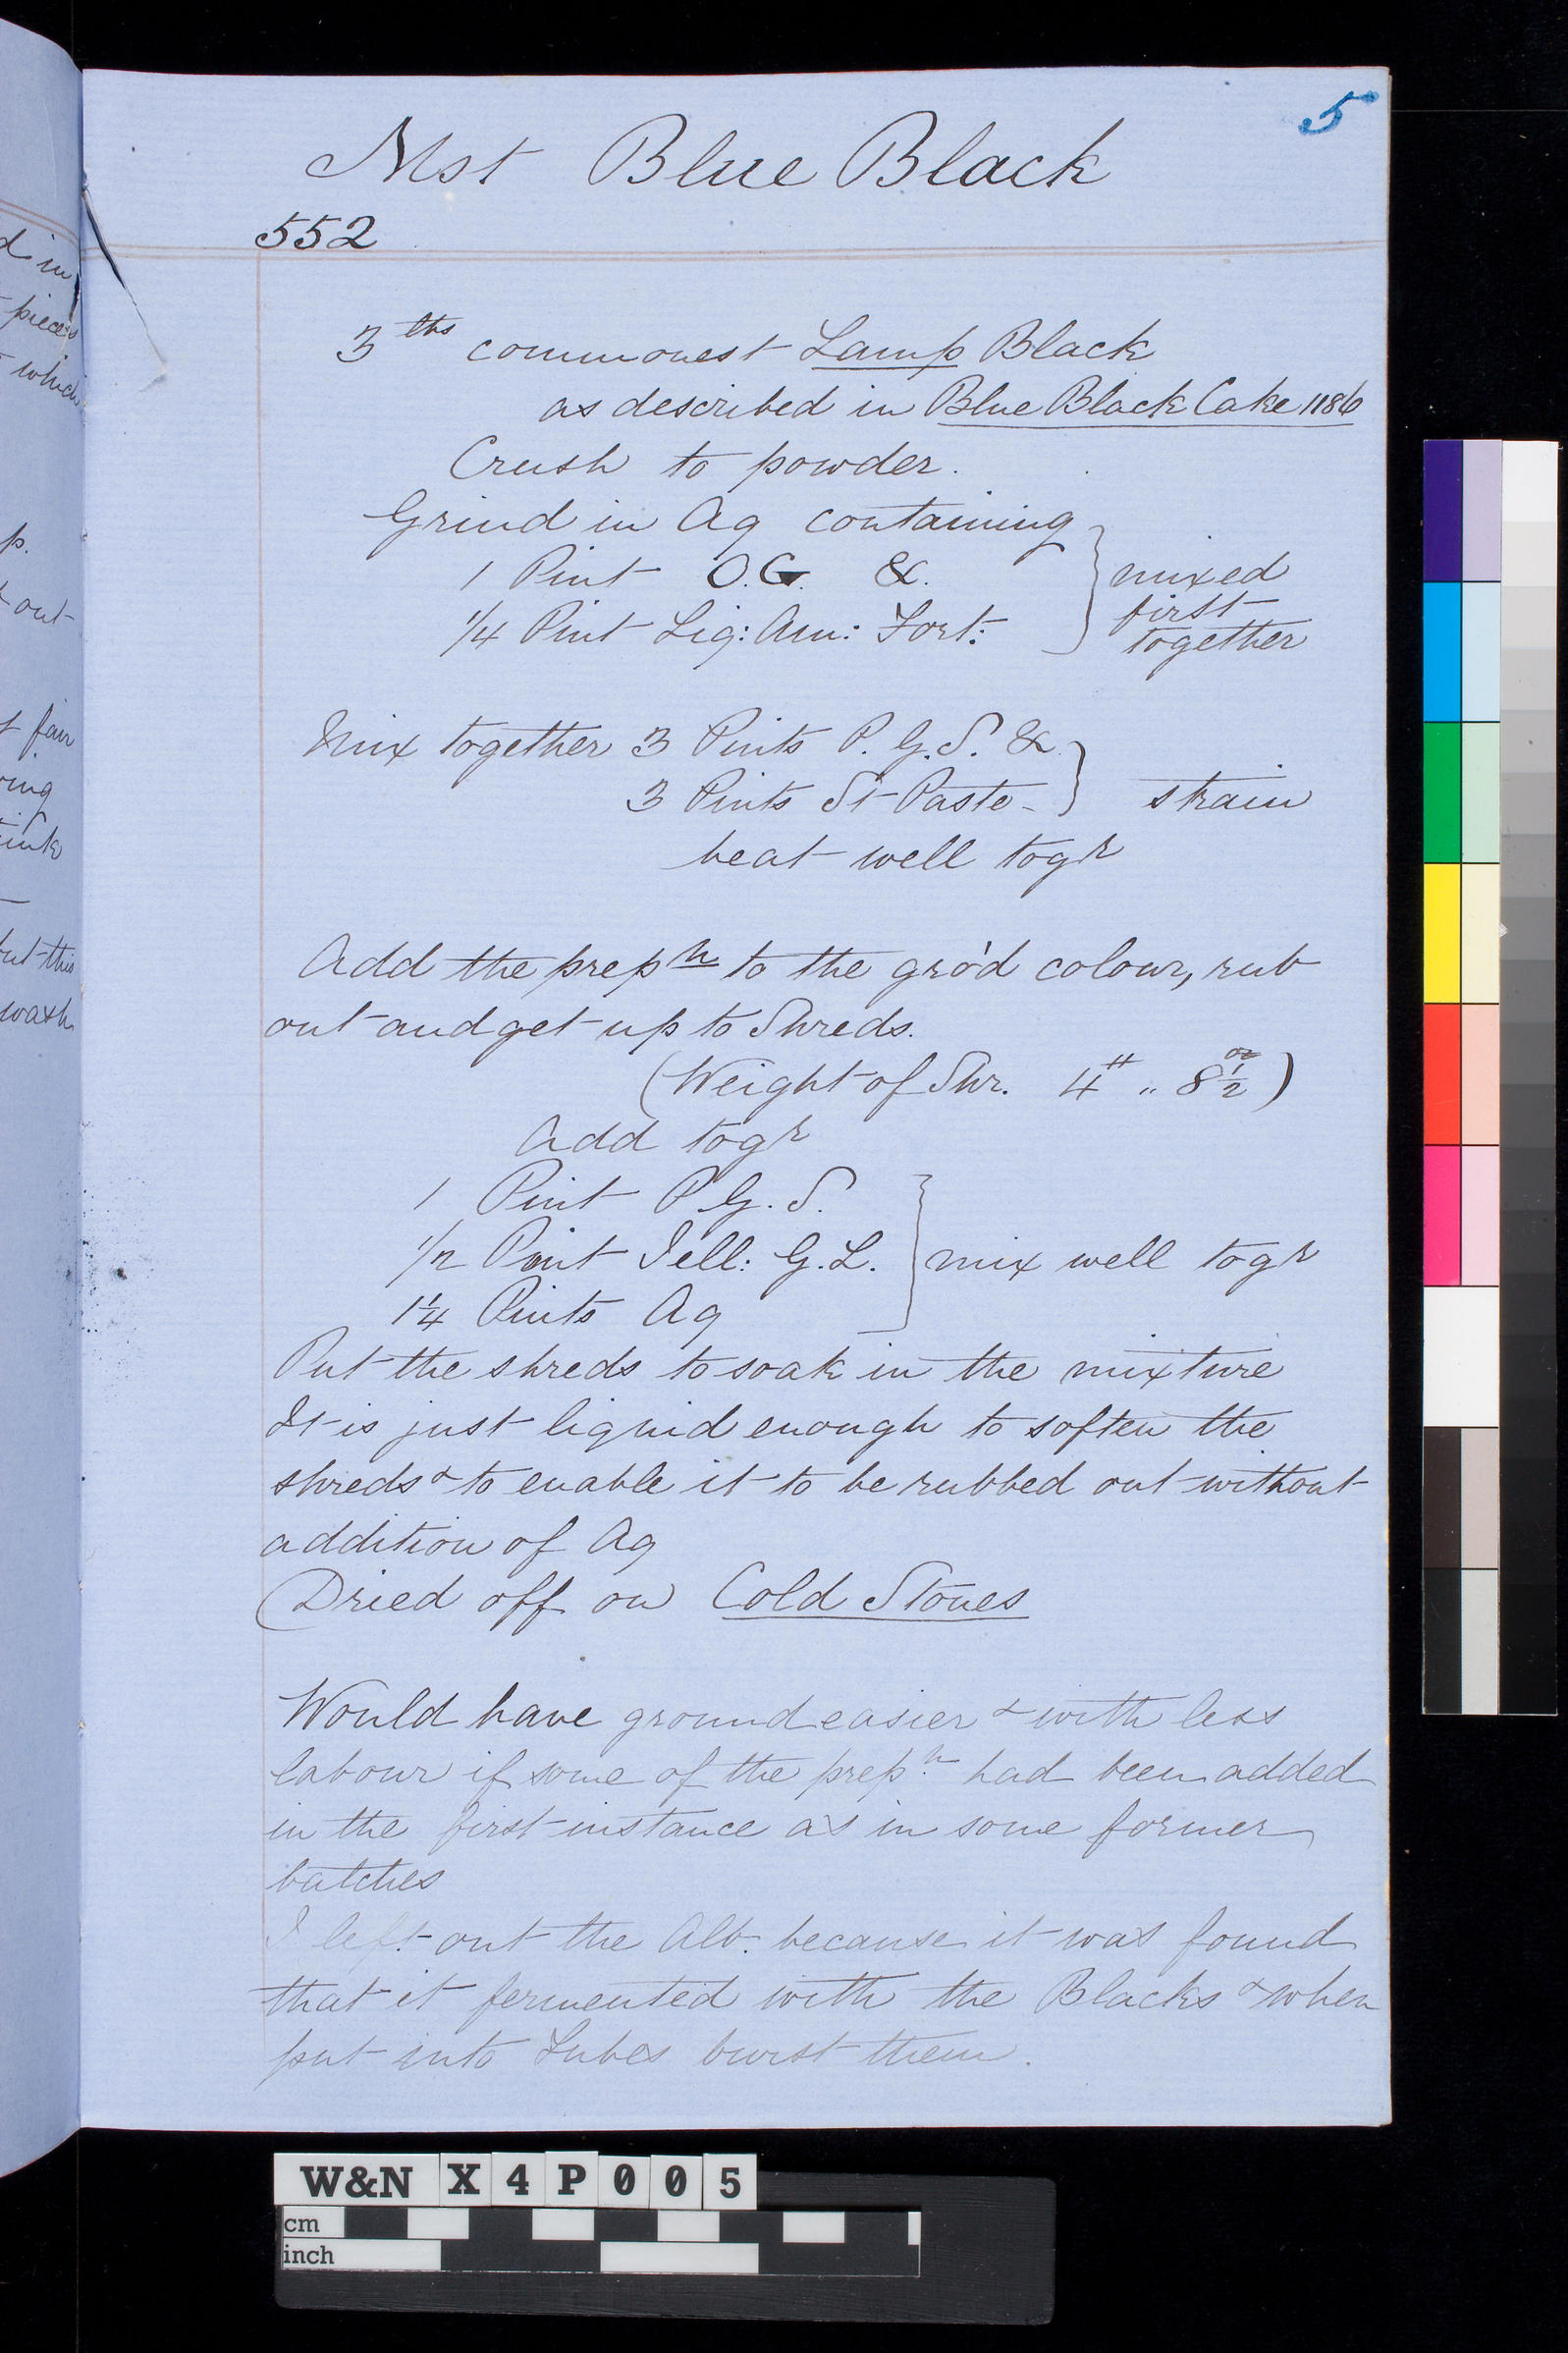 5
Mst Blue Black
552
3 lbs commonest Lamp Black
as described in Blue Black Cake 1186
Crush to powder.
Grind in Aq containing
1 Pint O.G. &.
1/4 Pint Liq: Am: Fort:
mixed
first
together
Mix together 3 Pints P. G. S. &
3 Pints St Paste -
strain
beat well togr
Add the prepn to the gro'd colour, rub
out and get up to Shreds.
(Weight of Shr. 4 # „ 8 1/2 oz)
Add togr
1 Pint P G. S.
1/2 Pint Jell: G. L.
mix well togr
1 1/4 Pints Aq
Put the shreds to soak in the mixture
It is just liquid enough to soften the
shreds & to enable it to be rubbed out without
addition of Aq
(Dried off on Cold Stones
Would have ground easier & with less
labour if some of the prepn. had been added
in the first instance as in some former
batches
I left out the Alb. because it was found
that it fermented with the Blacks & when
put into Tubes burst them.
d in
pieces
which
p.
t out
t fair
ring
but this
wash
W&N X 4 P 0 0 5
cm
inch